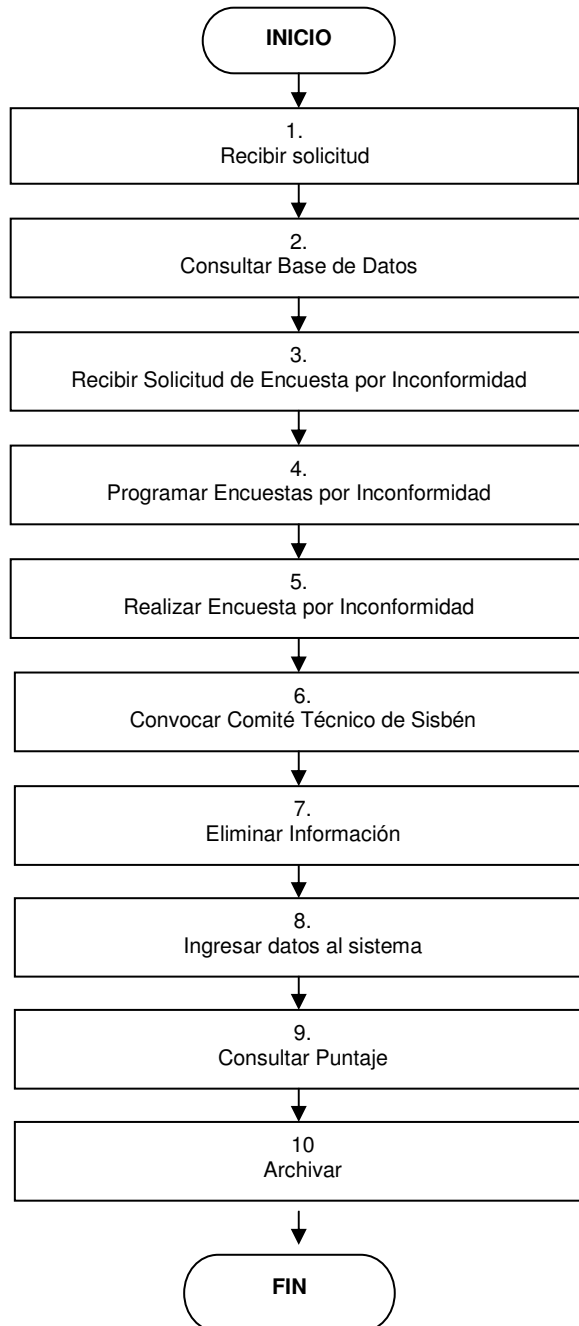 INICIO
1.
Recibir solicitud
2.
Consultar Base de Datos
3.
Recibir Solicitud de Encuesta por Inconformidad
4.
Programar Encuestas por Inconformidad
5.
Realizar Encuesta por Inconformidad
6.
Convocar Comité Técnico de Sisbén
7.
Eliminar Información
8.
Ingresar datos al sistema
9.
Consultar Puntaje
10
Archivar
FIN